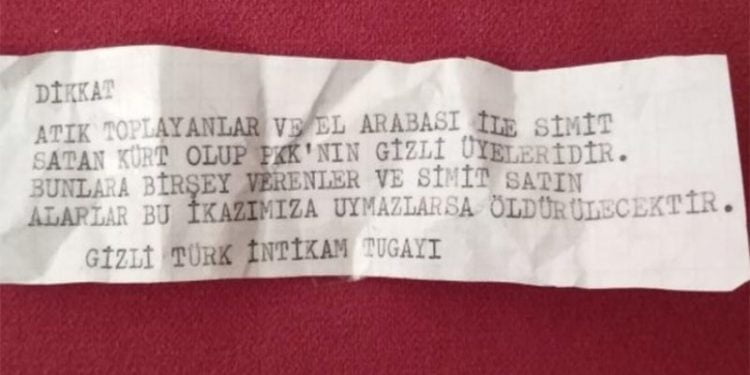 DİKKAT
ATIK TOPLAYANLAR VE EL ARABASI İLE SİMİT
SATAN KÜRT OLUP PKK'NIN GİZLİ ÜYELERİDİR.
BUNLARA BİRŞEY VERENLER VE SİMİT SATIN
ALARLAR BU İKAZIMIZA UYMAZLARSA ÖLDÜRÜLECEKTİR.
GİZLİ TÜRK İNTİKAM TUGAYI